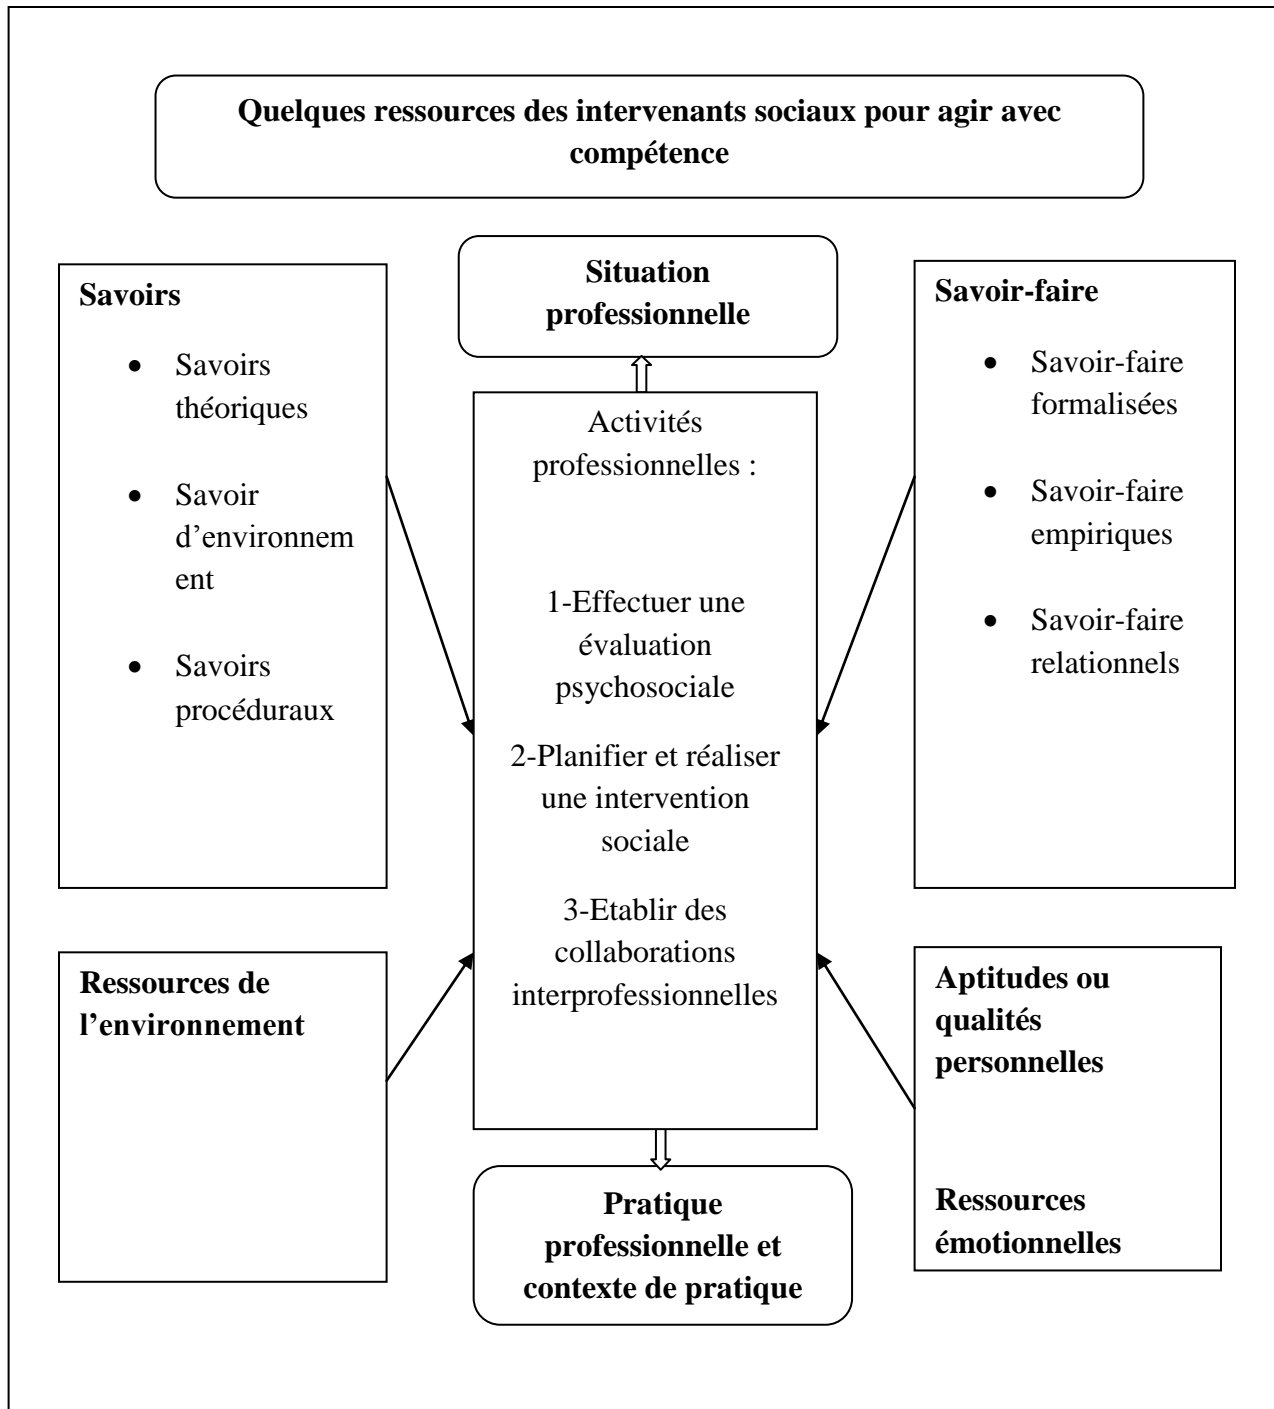 Quelques ressources des intervenants sociaux pour agir avec
compétence
Situation
professionnelle
Savoirs
• Savoirs
théoriques
• Savoir
d’environnem
ent
• Savoirs
procéduraux
Activités
professionnelles :
1-Effectuer une
évaluation
psychosociale
2-Planifier et réaliser
une intervention
sociale
3-Etablir des
collaborations
interprofessionnelles
Savoir-faire
• Savoir-faire
formalisées
• Savoir-faire
empiriques
• Savoir-faire
relationnels
Ressources de
l’environnement
Aptitudes ou
qualités
personnelles
Ressources
émotionnelles
Pratique
professionnelle et
contexte de pratique